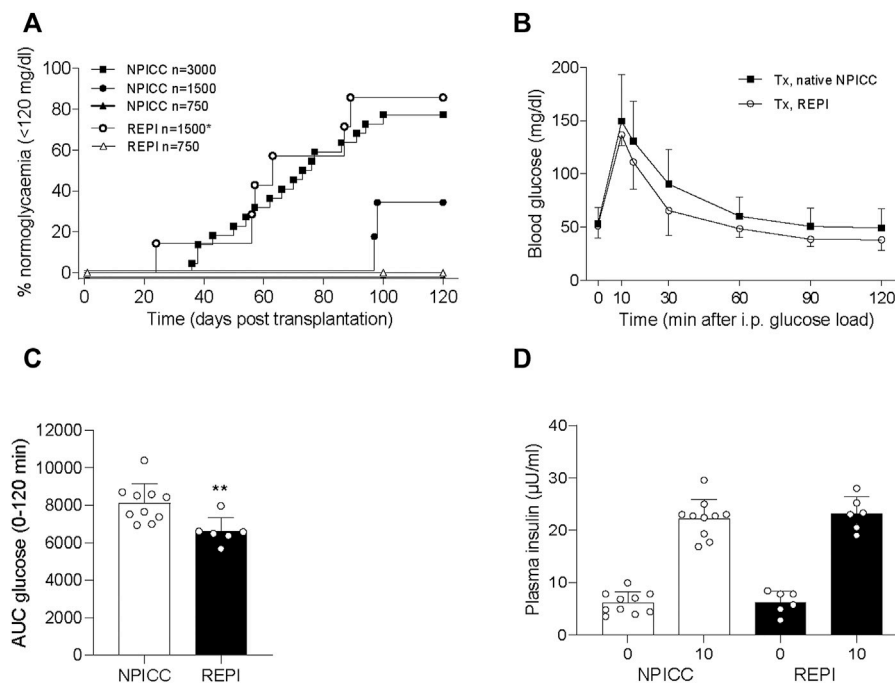 A
NPICC n=3000
NPICC n=1500
NPICC n=750
REPI n=1500*
REPI n=750
% normoglycaemia (<120 mg/dl)
100
80
60
40
20
0
0 20 40 60 80 100 120
Time (days post transplantation)
B
Tx, native NPICC
Tx, REPI
Blood glucose (mg/dl)
200
150
100
50
0
0 10 30 60 90 120
Time (min after i.p. glucose load)
C
AUC glucose (0-120 min)
12000
10000
8000
6000
4000
2000
0
**
NPICC REPI
D
Plasma insulin (µU/ml)
40
30
20
10
0
0 10 0 10
NPICC REPI